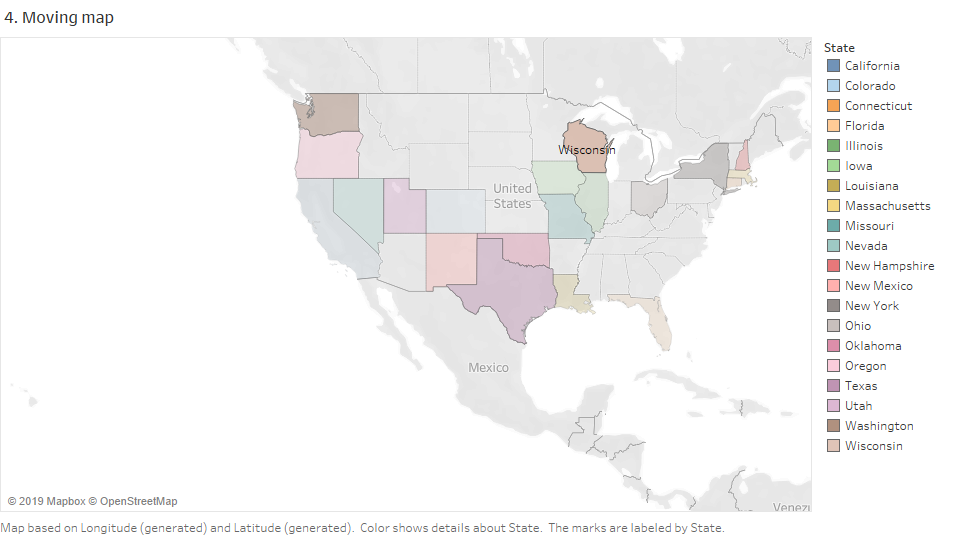 4. Moving map
State
California
Colorado
Connecticut
Florida
Illinois
Iowa
Louisiana
Massachusetts
Missouri
Nevada
New Hampshire
New Mexico
New York
Ohio
Oklahoma
Oregon
Texas
Utah
Washington
Wisconsin
Wisconsin
United
States
Mexico
Venezu
© 2019 Mapbox © OpenStreetMap
Map based on Longitude (generated) and Latitude (generated).  Color shows details about State.  The marks are labeled by State.